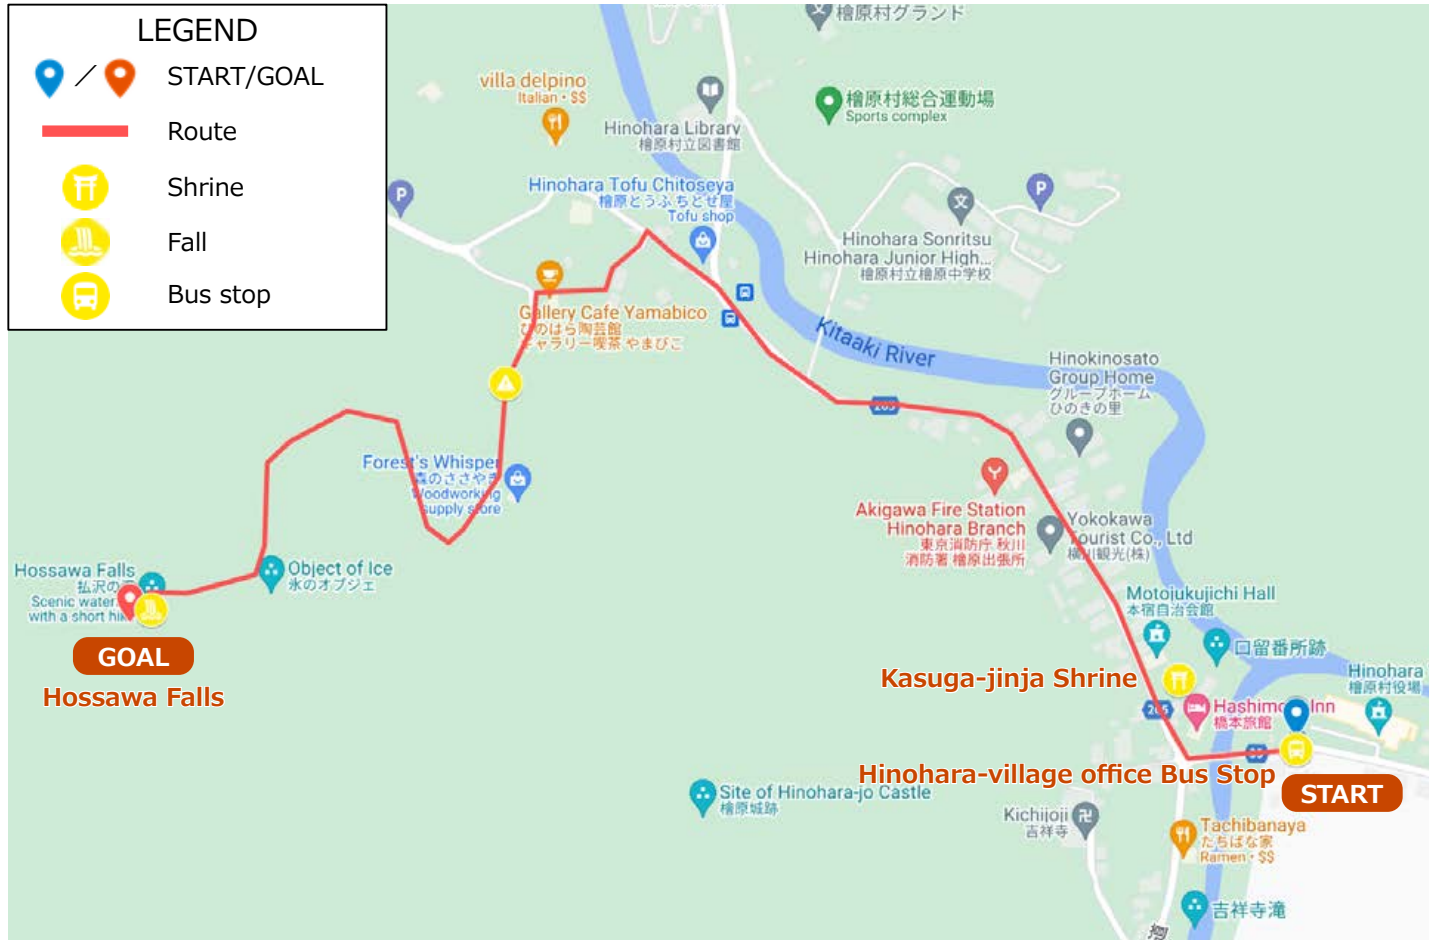 LEGEND
START/GOAL
Route
Shrine
Fall
Bus stop
檜原村グランド
villa delpino
Italian・$$
Hinohara Library
檜原村立図書館
檜原村総合運動場
Sports complex
P
P
Hinohara Tofu Chitoseya
檜原とうふ ちとせ屋
Tofu shop
Hinohara Sonritsu
Hinohara Junior High...
檜原村立檜原中学校
Gallery Cafe Yamabico
ひのはら陶芸館
ギャラリー喫茶 やまびこ
Kitaaki River
Hinokinosato
Group Home
グループホーム
ひのきの里
205
Forest's Whisper
森のささやき
Woodworking
supply store
Akigawa Fire Station
Hinohara Branch
東京消防庁 秋川
消防署 檜原出張所
Yokokawa
Tourist Co., Ltd
横川観光(株)
Hossawa Falls
払沢の
Scenic water
with a short hik
Object of Ice
氷のオブジェ
GOAL
Hossawa Falls
Motojukujichi Hall
本宿自治会館
口留番所跡
Hinohara
檜原村役場
Kasuga-jinja Shrine
205
Hashimo Inn
橋本旅館
33
Hinohara-village office Bus Stop
START
Site of Hinohara-jo Castle
檜原城跡
Kichijoji
吉祥寺
Tachibanaya
たちばな家
Ramen・$$
吉祥寺滝